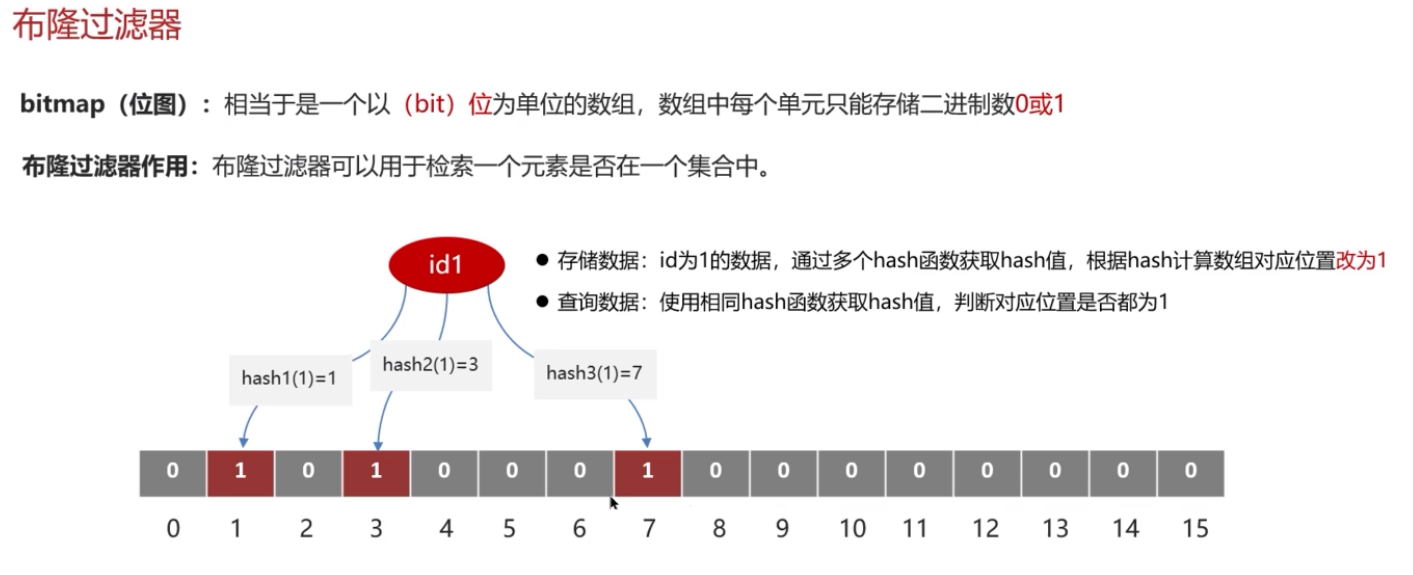 布隆过滤器
bitmap（位图）：相当于是一个以（bit）位为单位的数组，数组中每个单元只能存储二进制数0或1
布隆过滤器作用：布隆过滤器可以用于检索一个元素是否在一个集合中。
id1
● 存储数据：id为1的数据，通过多个hash函数获取hash值，根据hash计算数组对应位置改为1
● 查询数据：使用相同hash函数获取hash值，判断对应位置是否都为1
hash1(1)=1
hash2(1)=3
hash3(1)=7
0 1 0 1 0 0 0 1 0 0 0 0 0 0 0 0
0 1 2 3 4 5 6 7 8 9 10 11 12 13 14 15